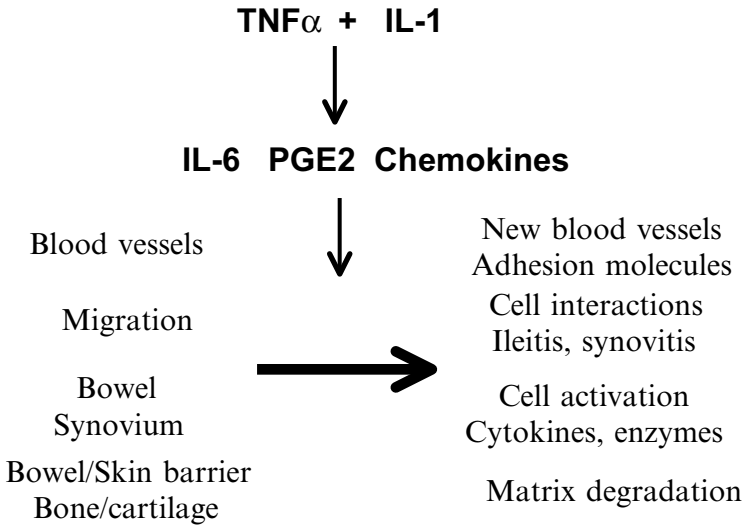 TNFα + IL-1
IL-6 PGE2 Chemokines
Blood vessels
New blood vessels
Adhesion molecules
Migration
Cell interactions
Ileitis, synovitis
Bowel
Synovium
Cell activation
Cytokines, enzymes
Bowel/Skin barrier
Bone/cartilage
Matrix degradation